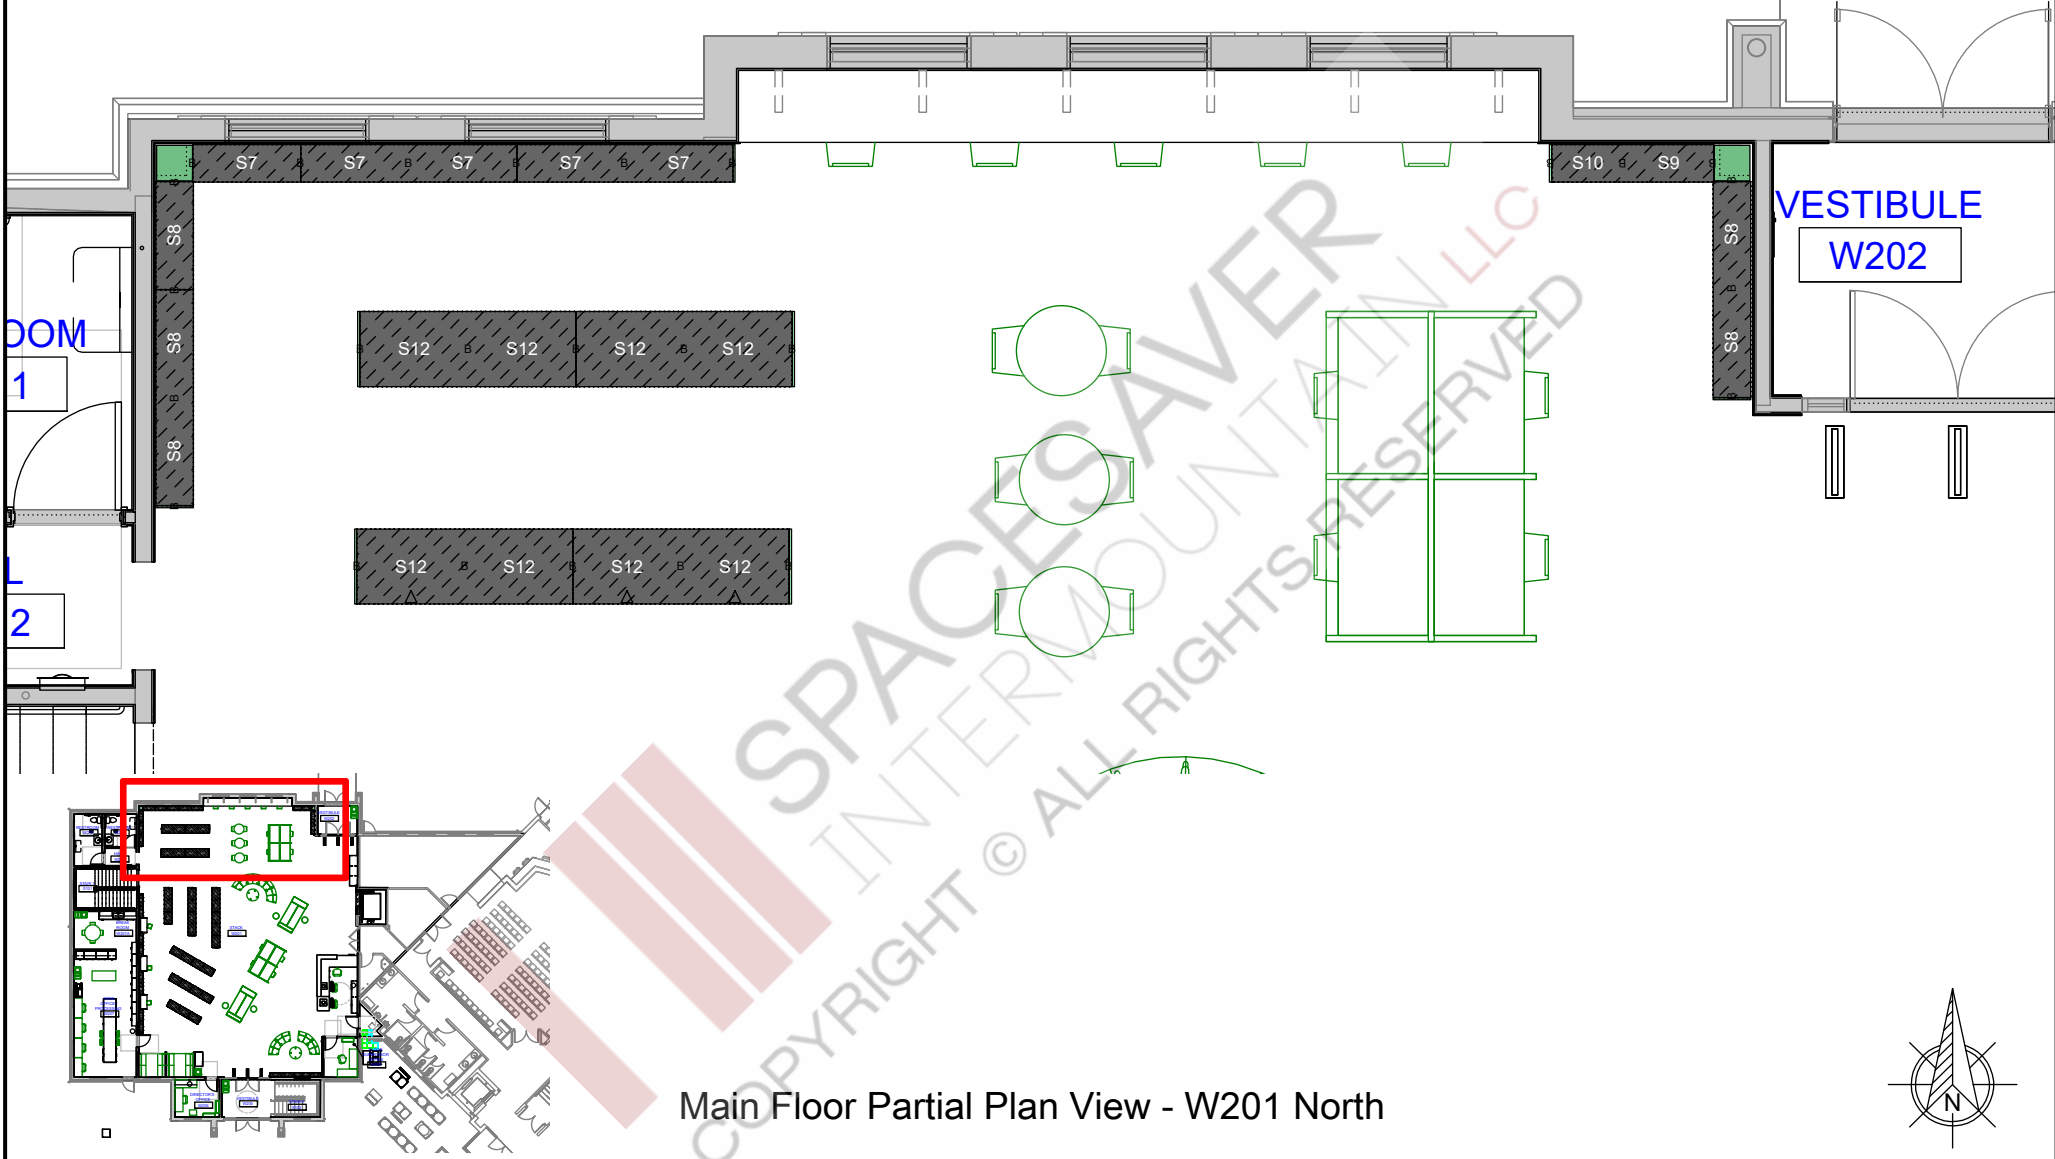 S7 S7 S7 S7 S7
S10 S9
VESTIBULE
W202
S8
S8
S8
S8
S8
OOM
1
S12 S12 S12 S12
S12 S12 S12 S12
L
2
SPACESAVER
INTERMOUNTAIN LLC
COPYRIGHT © ALL RIGHTS RESERVED
Main Floor Partial Plan View - W201 North
N